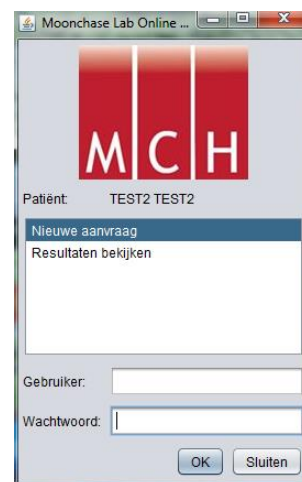 Moonchase Lab Online ...
MCH
Patiënt: TEST2 TEST2
Nieuwe aanvraag
Resultaten bekijken
Gebruiker:
Wachtwoord:
OK Sluiten